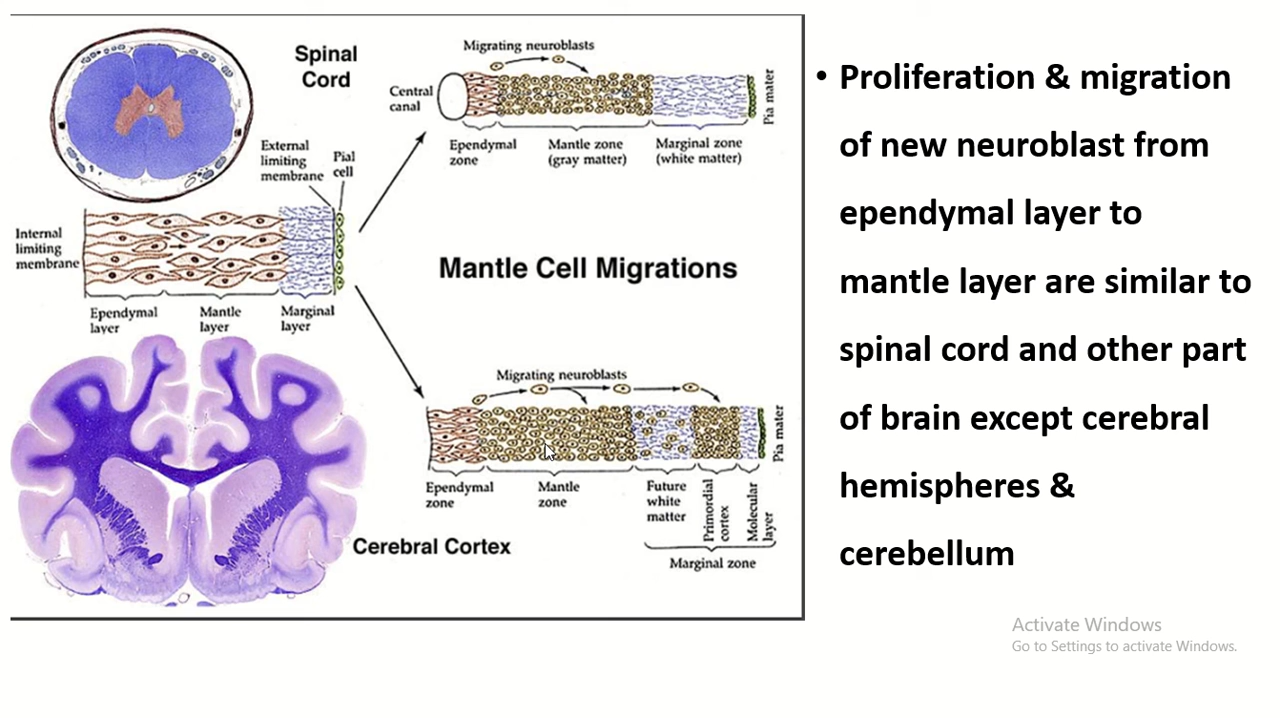 Spinal
Cord
Migrating neuroblasts
Central
canal
Pia mater
Ependymal
zone
Mantle zone
(gray matter)
Marginal zone
(white matter)
External
limiting
membrane
Pial
cell
Internal
limiting
membrane
Ependymal
layer
Mantle
layer
Marginal
layer
Mantle Cell Migrations
Migrating neuroblasts
Pia mater
Ependymal
zone
Mantle
zone
Future
white
matter
Primordial
cortex
Molecular
layer
Marginal zone
Cerebral Cortex
• Proliferation & migration
of new neuroblast from
ependymal layer to
mantle layer are similar to
spinal cord and other part
of brain except cerebral
hemispheres &
cerebellum
Activate Windows
Go to Settings to activate Windows.